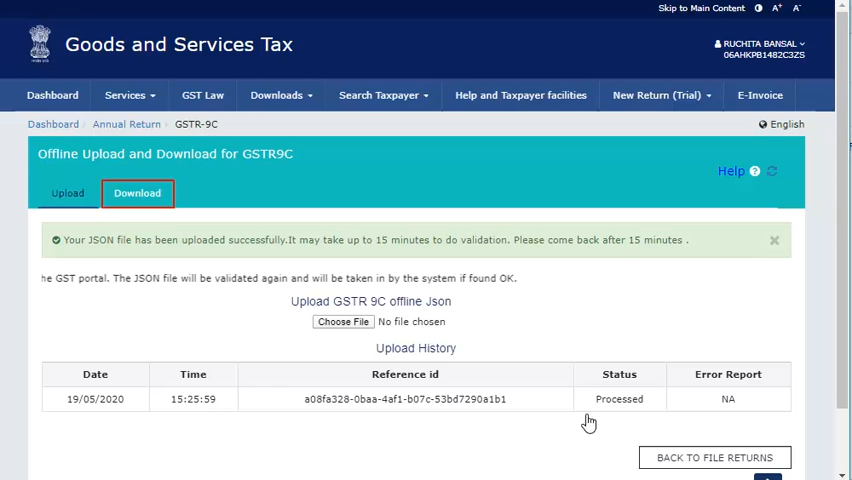 Skip to Main Content A+ A-
Goods and Services Tax
RUCHITA BANSAL
06AHKPB1482C3ZS
Dashboard Services GST Law Downloads Search Taxpayer Help and Taxpayer facilities New Return (Trial) E-Invoice
Dashboard Annual Return GSTR-9C English
Offline Upload and Download for GSTR9C
Help ?
Upload Download
Your JSON file has been uploaded successfully.It may take up to 15 minutes to do validation. Please come back after 15 minutes .
he GST portal. The JSON file will be validated again and will be taken in by the system if found OK.
Upload GSTR 9C offline Json
Choose File No file chosen
Upload History
Date Time Reference id Status Error Report
19/05/2020 15:25:59 a08fa328-0baa-4af1-b07c-53bd7290a1b1 Processed NA
BACK TO FILE RETURNS